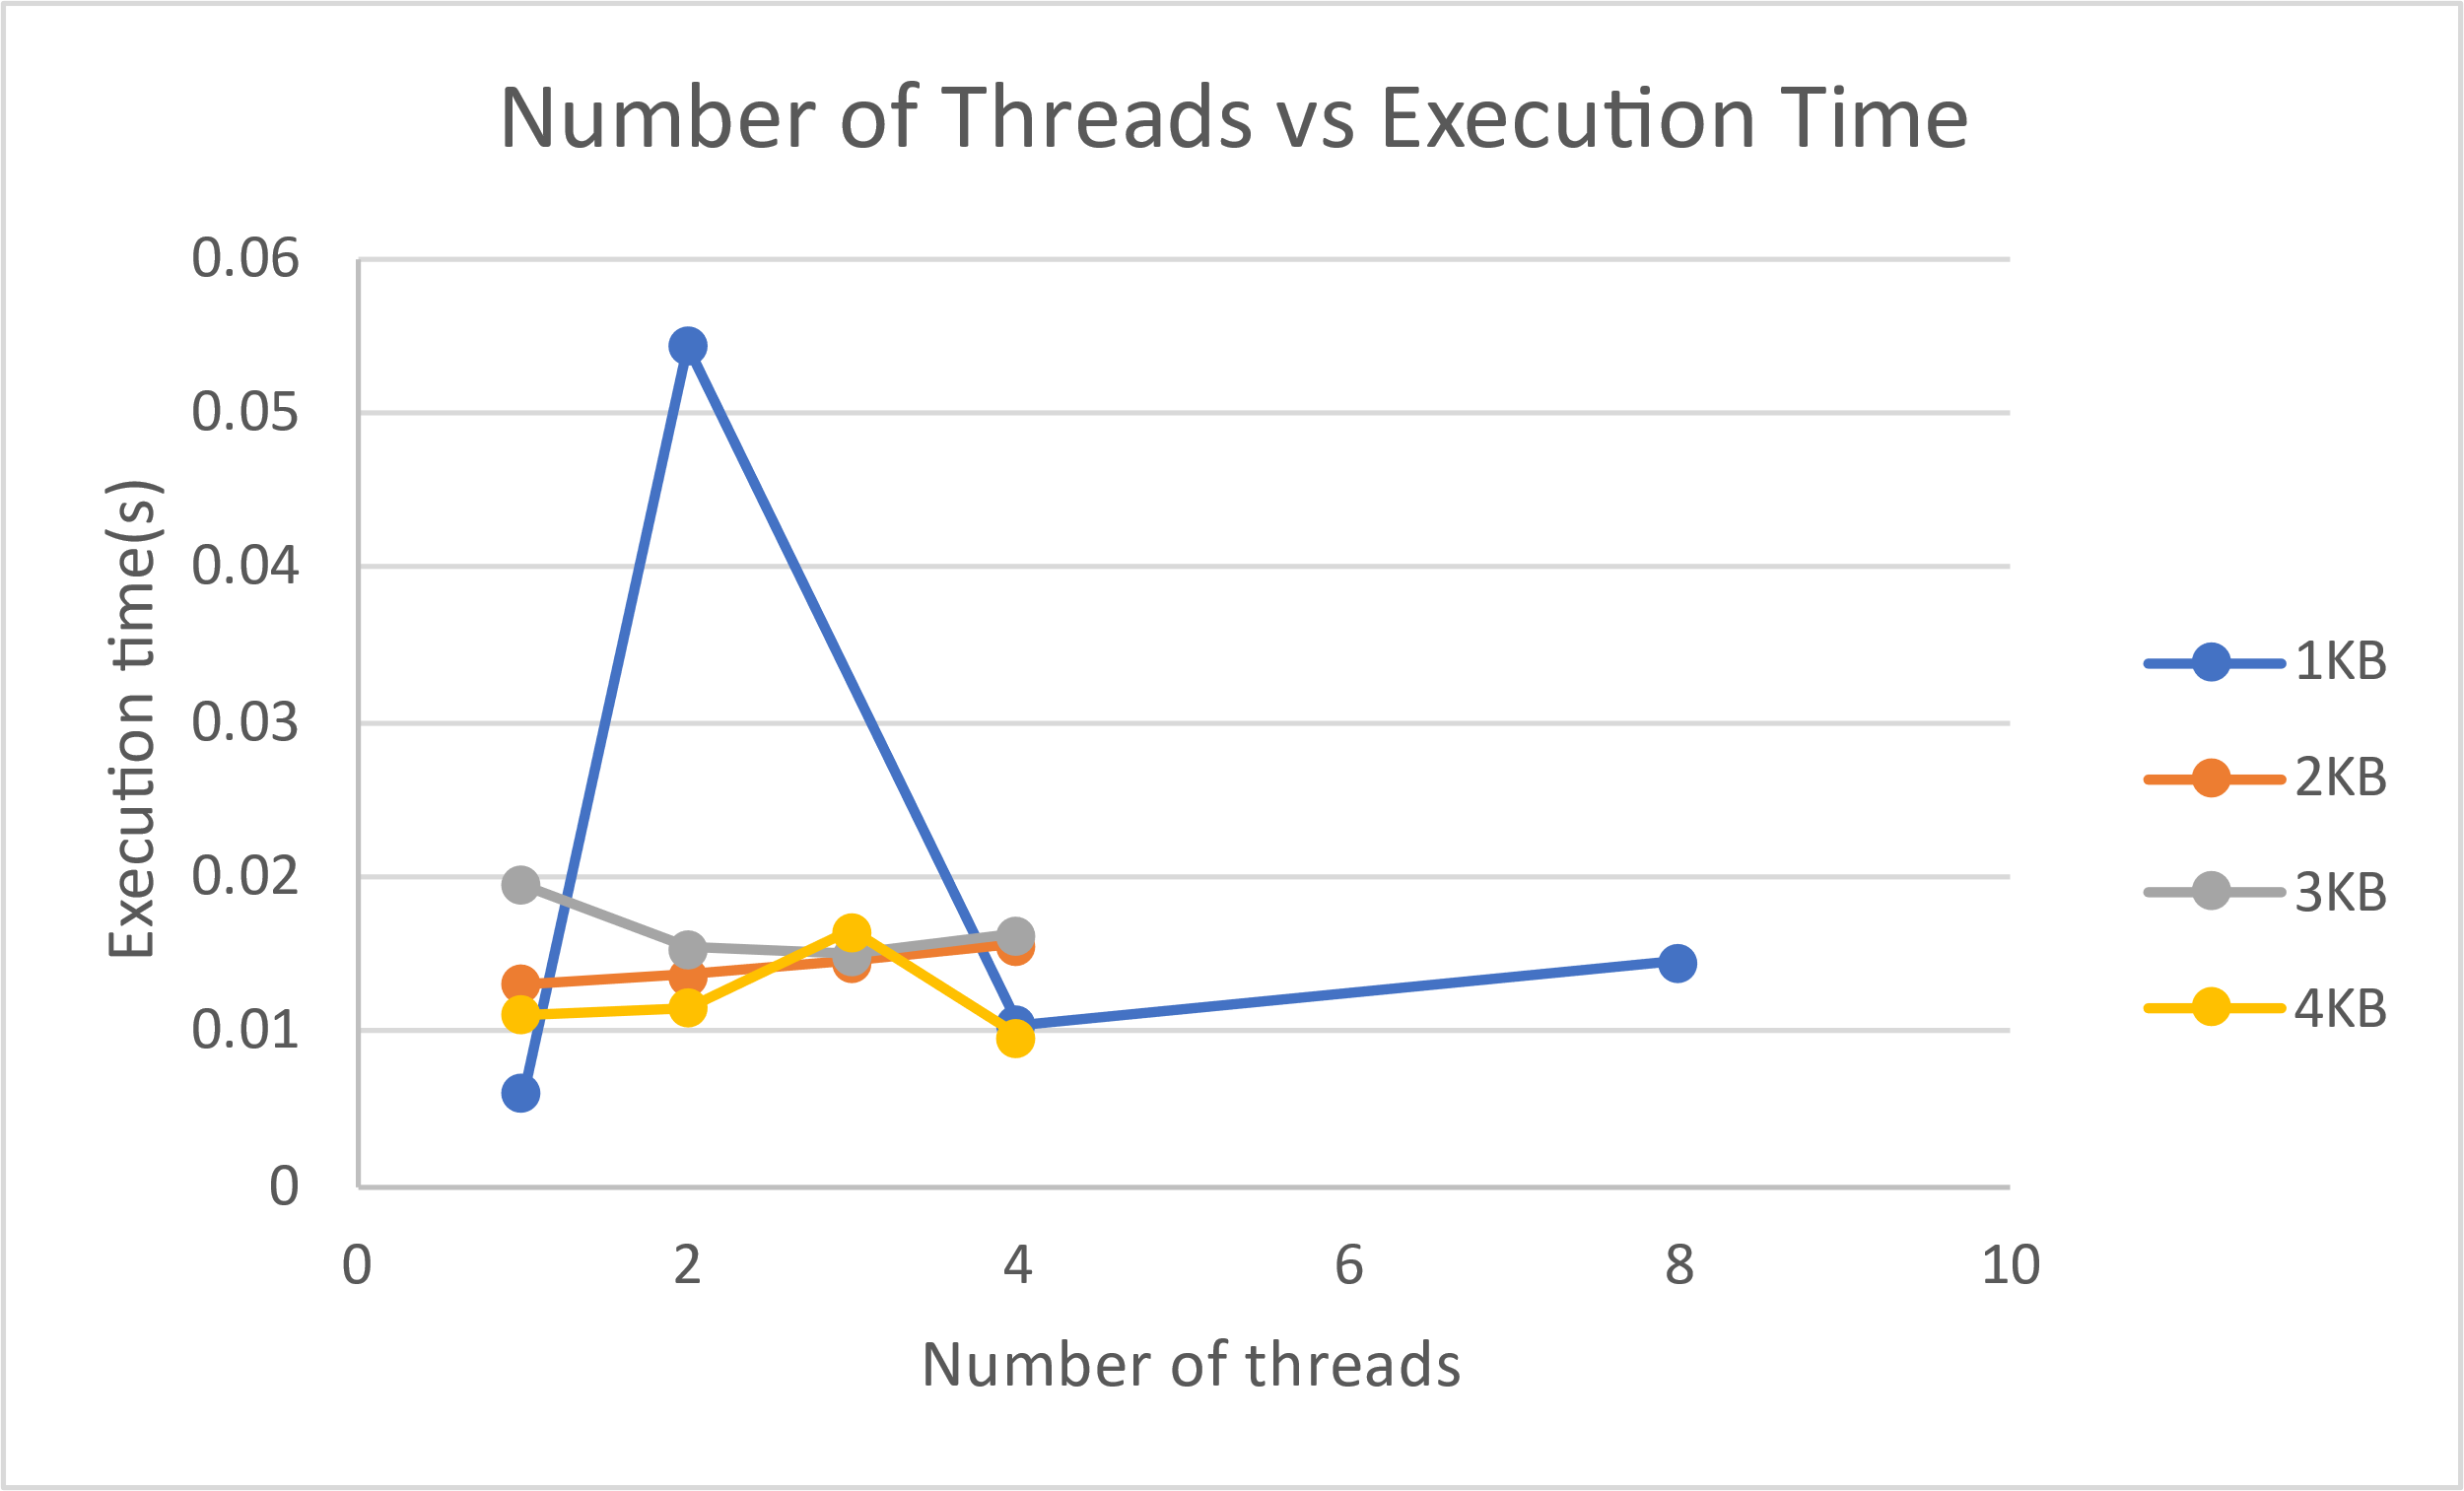 Number of Threads vs Execution Time
0.06
0.05
0.04
0.03
0.02
0.01
0
Execution time(s)
0 2 4 6 8 10
Number of threads
1KB
2KB
3KB
4KB